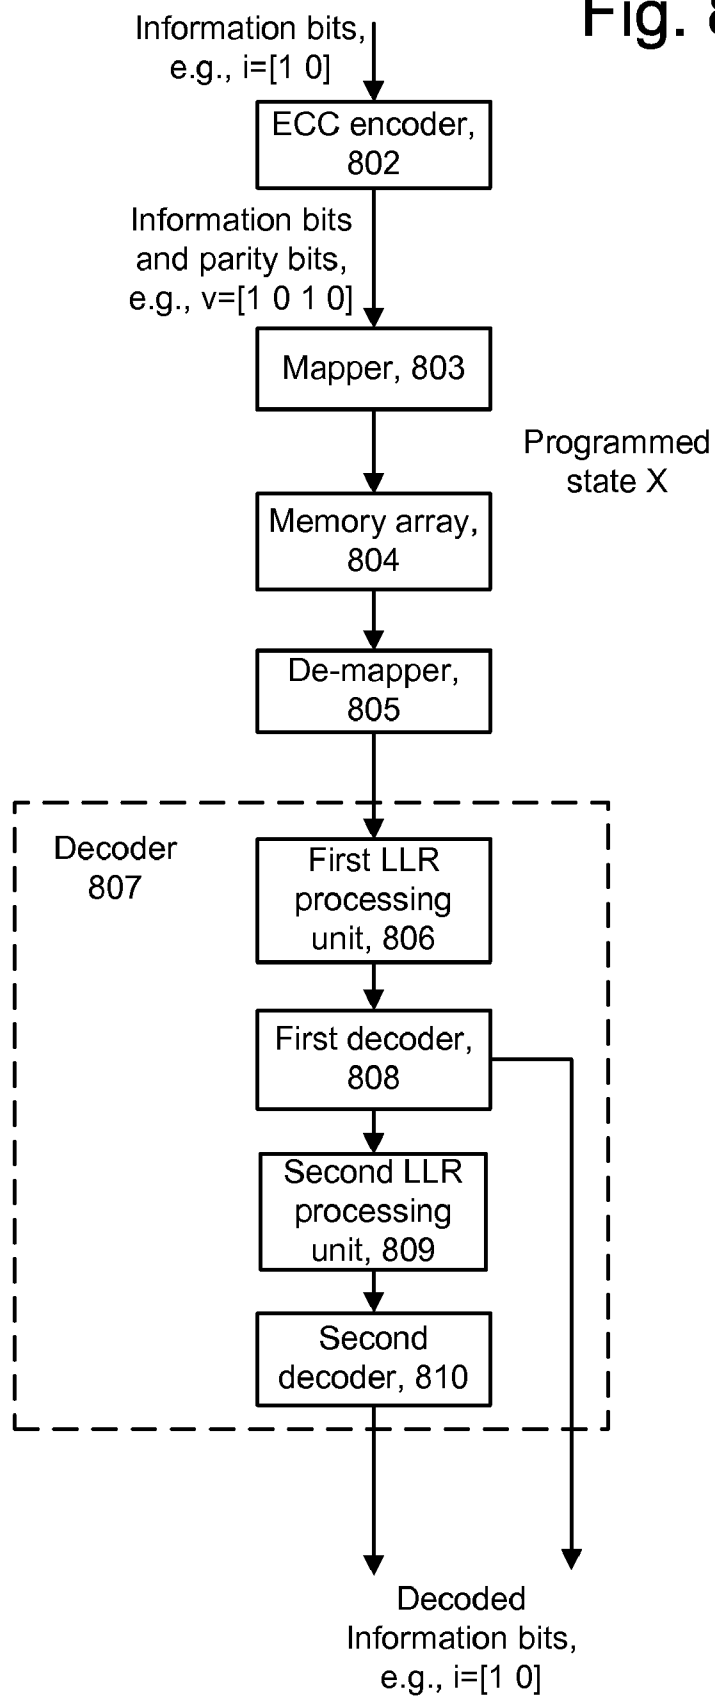 Fig. 8
Information bits,
e.g., i=[1 0]
ECC encoder,
802
Information bits
and parity bits,
e.g., v=[1 0 1 0]
Mapper, 803
Programmed
state X
Memory array,
804
De-mapper,
805
Decoder
807
First LLR
processing
unit, 806
First decoder,
808
Second LLR
processing
unit, 809
Second
decoder, 810
Decoded
Information bits,
e.g., i=[1 0]